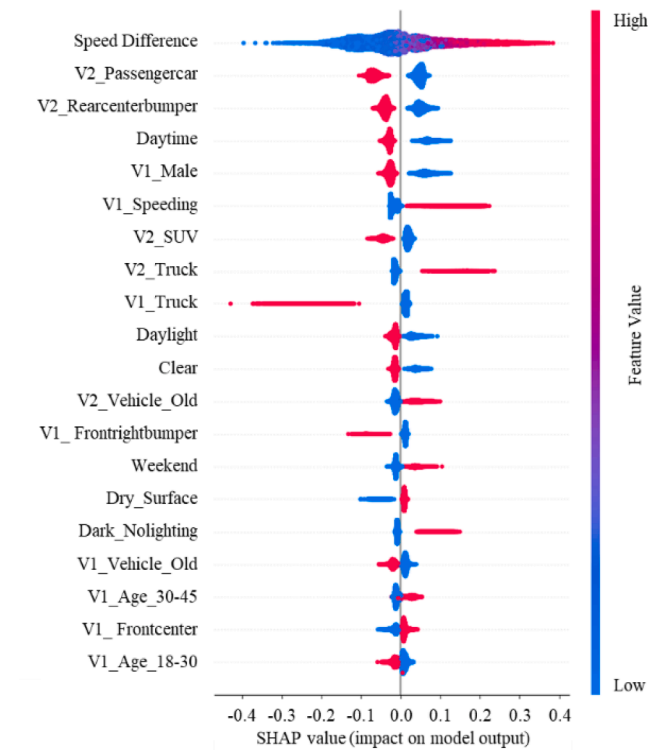 High
Speed Difference
V2_Passengercar
V2_Rearcenterbumper
Daytime
V1_Male
V1_Speeding
V2_SUV
V2_Truck
V1_Truck
Daylight
Clear
V2_Vehicle_Old
V1_ Frontrightbumper
Weekend
Dry_Surface
Dark_Nolighting
V1_Vehicle_Old
V1_Age_30-45
V1_ Frontcenter
V1_Age_18-30
Feature Value
Low
-0.4 -0.3 -0.2 -0.1 0.0 0.1 0.2 0.3 0.4
SHAP value (impact on model output)